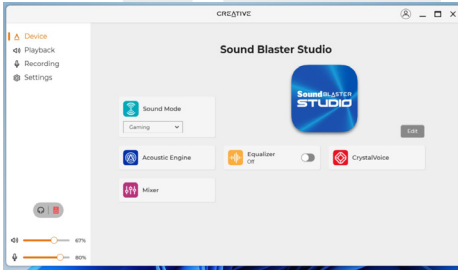 CREATIVE
Device
Playback
Recording
Settings
Sound Blaster Studio
Sound BLASTER
STUDIO
Sound Mode
Gaming
Edit
Acoustic Engine
Equalizer
Off
CrystalVoice
Mixer
67%
80%